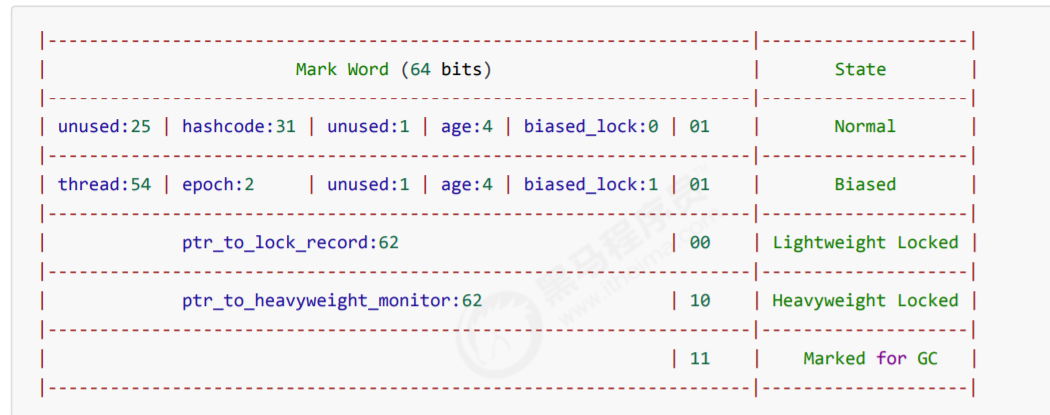 |--------------------------------------------------------------------|--------------------|
| Mark Word (64 bits) | State |
|--------------------------------------------------------------------|--------------------|
| unused:25 | hashcode:31 | unused:1 | age:4 | biased_lock:0 | 01 | Normal |
|--------------------------------------------------------------------|--------------------|
| thread:54 | epoch:2 | unused:1 | age:4 | biased_lock:1 | 01 | Biased |
|--------------------------------------------------------------------|--------------------|
| ptr_to_lock_record:62 | 00 | Lightweight Locked |
|--------------------------------------------------------------------|--------------------|
| ptr_to_heavyweight_monitor:62 | 10 | Heavyweight Locked |
|--------------------------------------------------------------------|--------------------|
| | 11 | Marked for GC |
|--------------------------------------------------------------------|--------------------|
黑马程序员
www.itheima.com